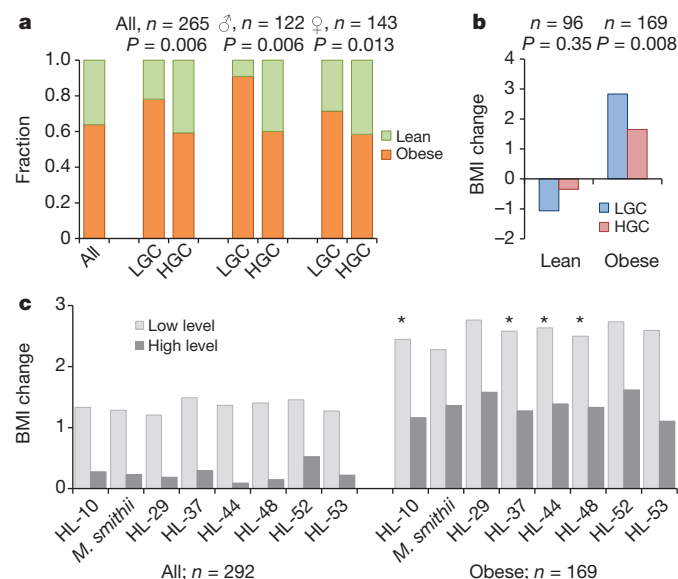 a
All, n = 265 ♂, n = 122 ♀, n = 143
P = 0.006 P = 0.006 P = 0.013
1.0
0.8
0.6
0.4
0.2
0
Fraction
Lean
Obese
All
LGC
HGC
LGC
HGC
LGC
HGC
b
n = 96 n = 169
P = 0.35 P = 0.008
4
3
2
1
0
–1
–2
BMI change
LGC
HGC
Lean Obese
c
3
2
1
0
BMI change
Low level
High level
* * * *
HL-10
M. smithii
HL-29
HL-37
HL-44
HL-48
HL-52
HL-53
HL-10
M. smithii
HL-29
HL-37
HL-44
HL-48
HL-52
HL-53
All; n = 292 Obese; n = 169